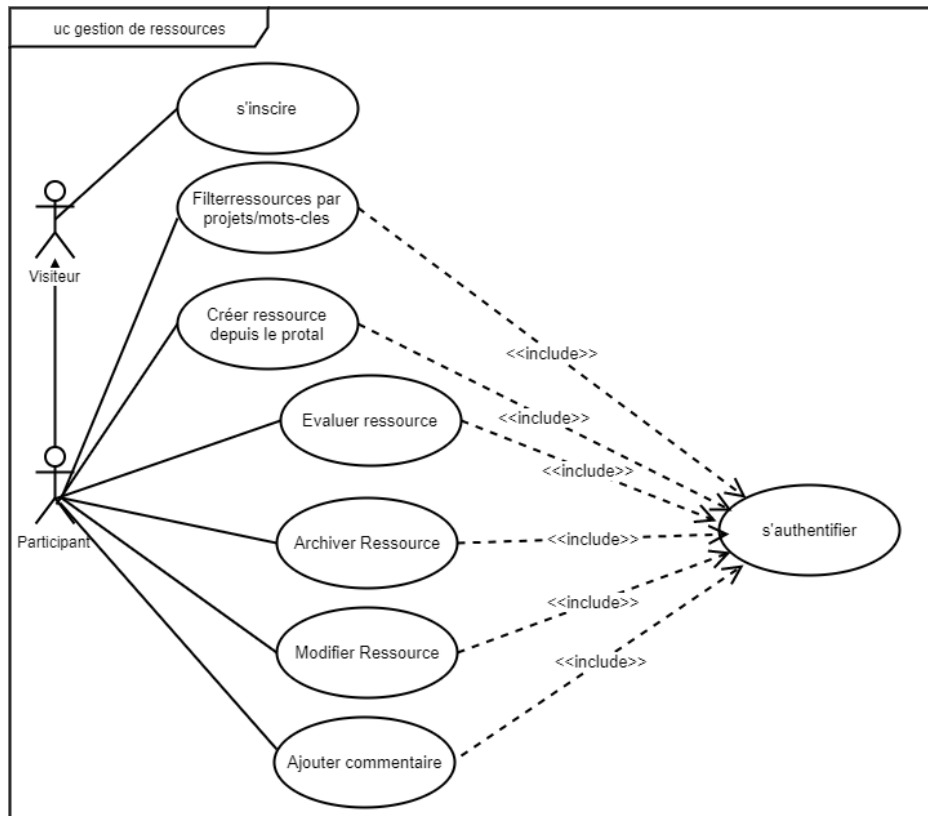 uc gestion de ressources
s'inscire
Filterressources par
projets/mots-cles
Visiteur
Créer ressource
depuis le protal
<<include>>
Evaluer ressource
<<include>>
<<include>>
Participant
Archiver Ressource
<<include>>
s'authentifier
Modifier Ressource
<<include>>
<<include>>
Ajouter commentaire